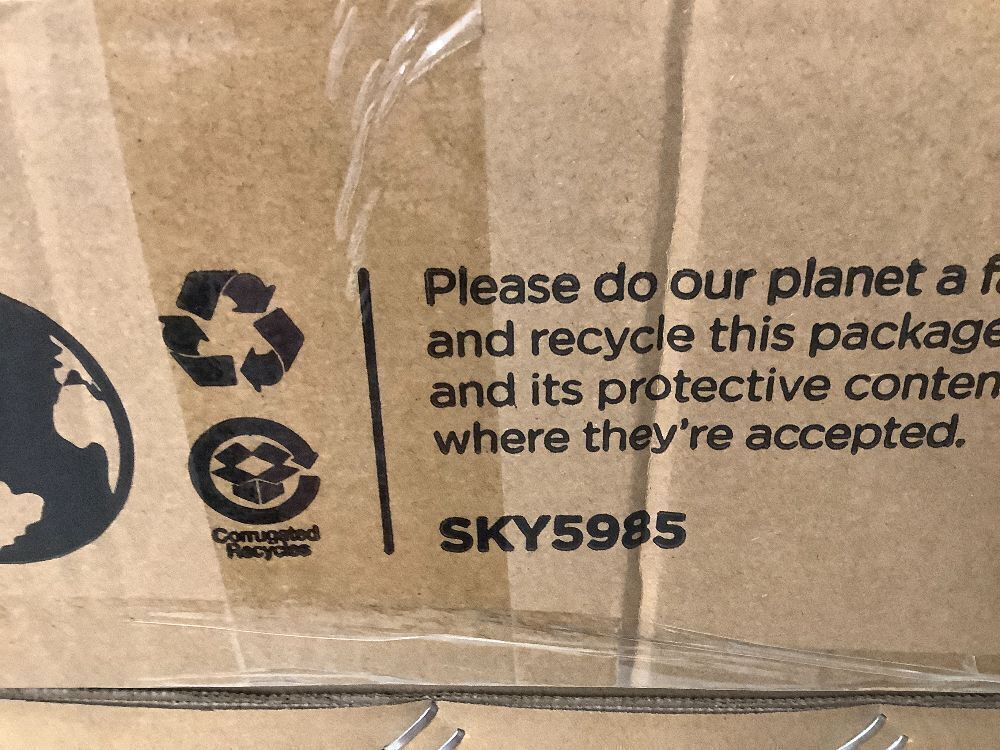 Please do our planet a f
and recycle this package
and its protective conten
where they're accepted.
SKY5985
Corrugated
Recycles